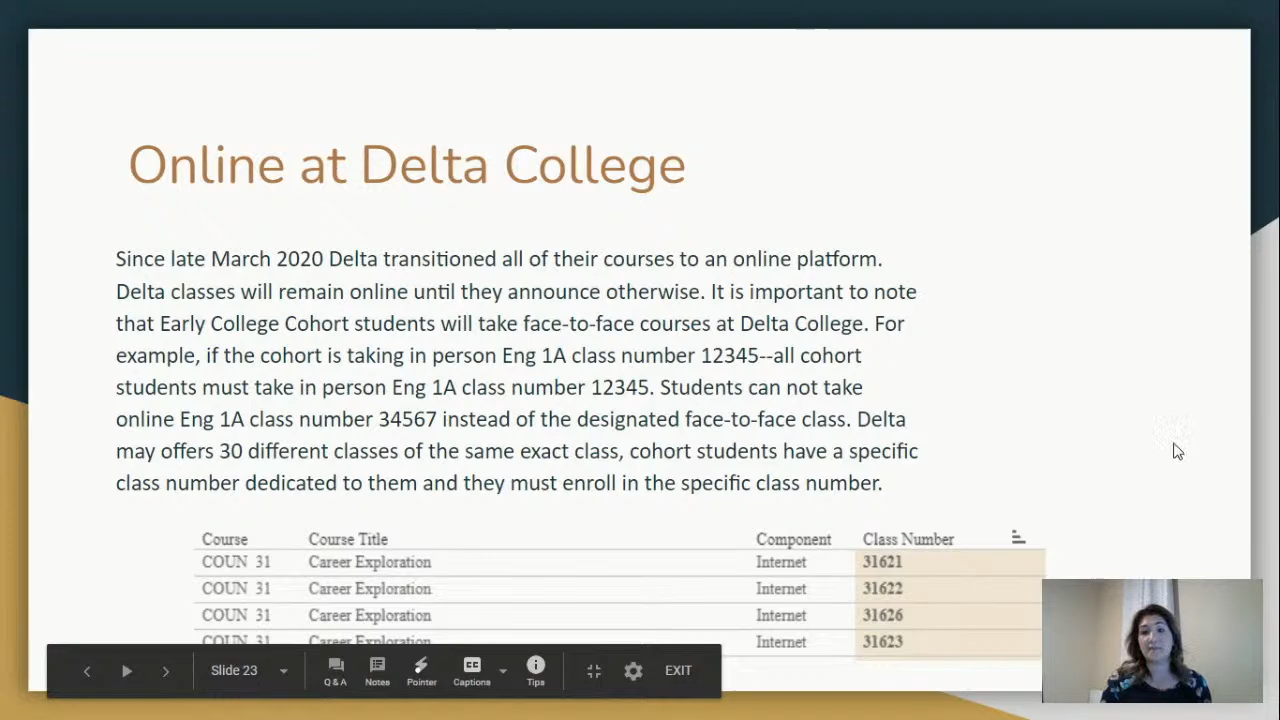 Online at Delta College
Since late March 2020 Delta transitioned all of their courses to an online platform.
Delta classes will remain online until they announce otherwise. It is important to note
that Early College Cohort students will take face-to-face courses at Delta College. For
example, if the cohort is taking in person Eng 1A class number 12345--all cohort
students must take in person Eng 1A class number 12345. Students can not take
online Eng 1A class number 34567 instead of the designated face-to-face class. Delta
may offers 30 different classes of the same exact class, cohort students have a specific
class number dedicated to them and they must enroll in the specific class number.
Course Course Title Component Class Number
COUN 31 Career Exploration Internet 31621
COUN 31 Career Exploration Internet 31622
COUN 31 Career Exploration Internet 31626
COUN 31 Career Exploration Internet 31623
Slide 23 Q & A Notes Pointer CC Captions Tips EXIT